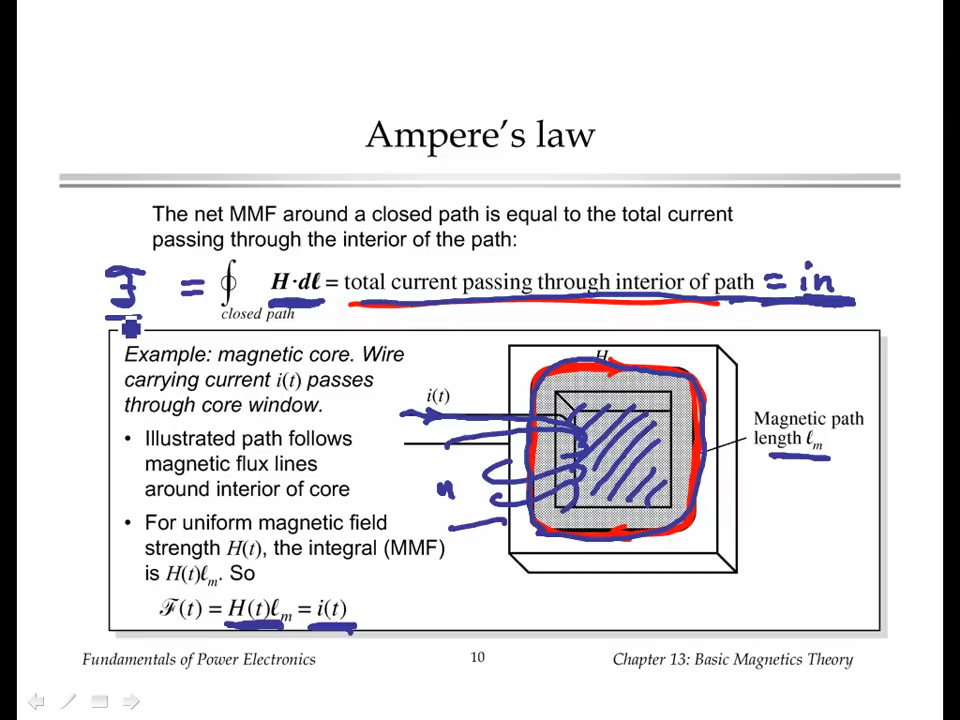 Ampere's law
The net MMF around a closed path is equal to the total current
passing through the interior of the path:
ℱ = ∮ H·dℓ = total current passing through interior of path = in
closed path
Example: magnetic core. Wire
carrying current i(t) passes
through core window.
• Illustrated path follows
magnetic flux lines
around interior of core
• For uniform magnetic field
strength H(t), the integral (MMF)
is H(t)ℓm. So
ℱ(t) = H(t)ℓm = i(t)
i(t)
n
H
Magnetic path
length ℓm
Fundamentals of Power Electronics
10
Chapter 13: Basic Magnetics Theory